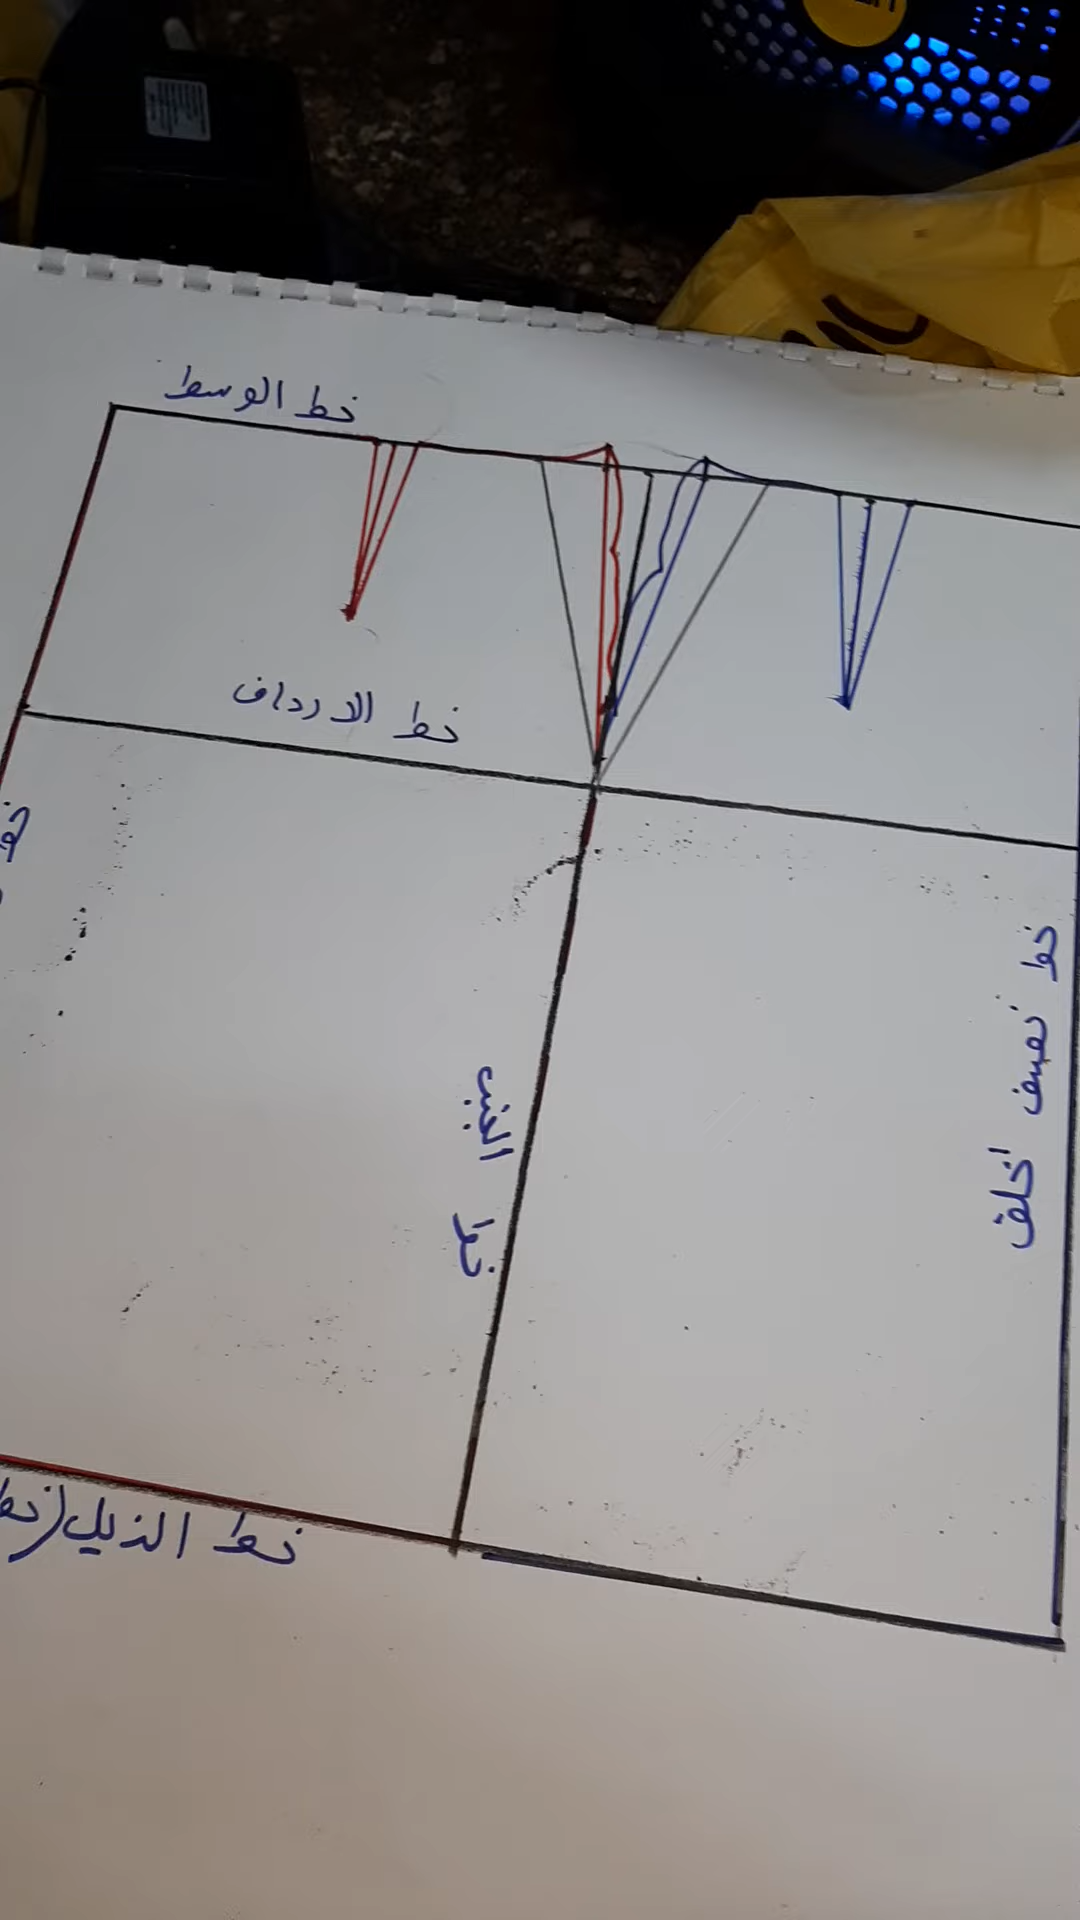 خط الوسط
خط الارداف
خط نصف الخلف
خط الجنب
خط الذيل